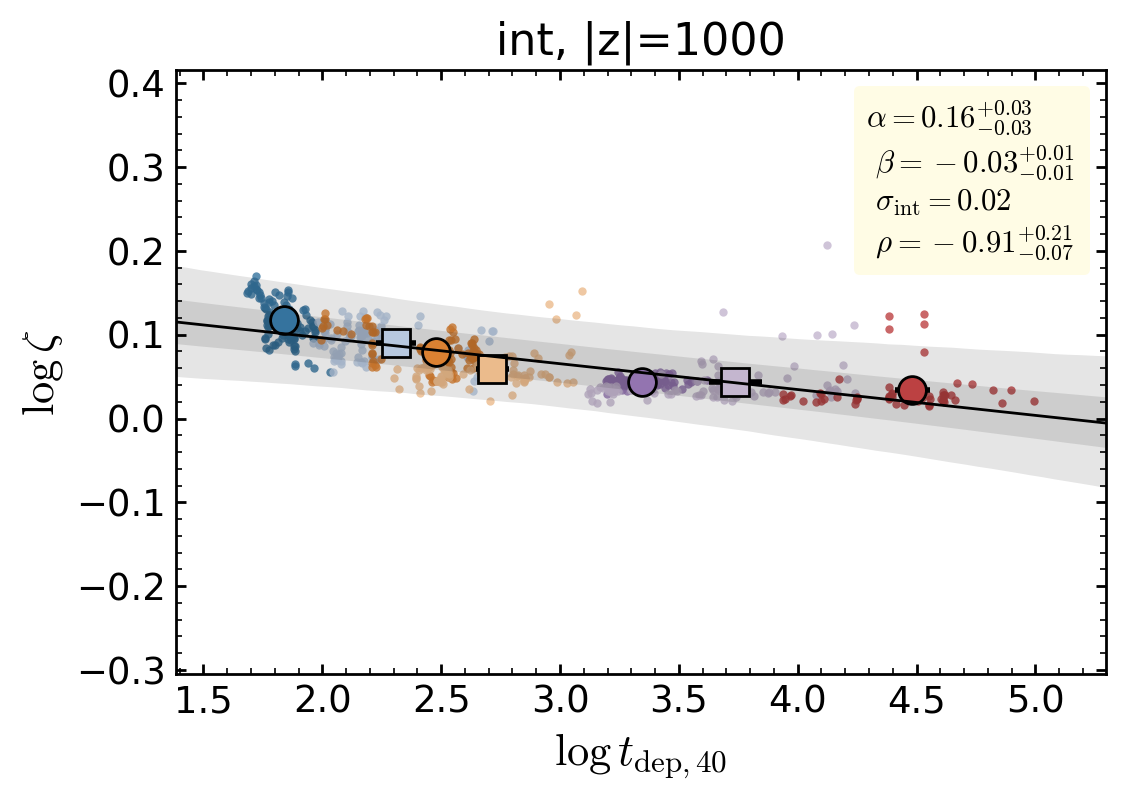 int, |z|=1000
α = 0.16^{+0.03}_{-0.03}
β = −0.03^{+0.01}_{-0.01}
σ_{int} = 0.02
ρ = −0.91^{+0.21}_{-0.07}
log ζ
0.4
0.3
0.2
0.1
0.0
−0.1
−0.2
−0.3
1.5 2.0 2.5 3.0 3.5 4.0 4.5 5.0
log t_{dep, 40}